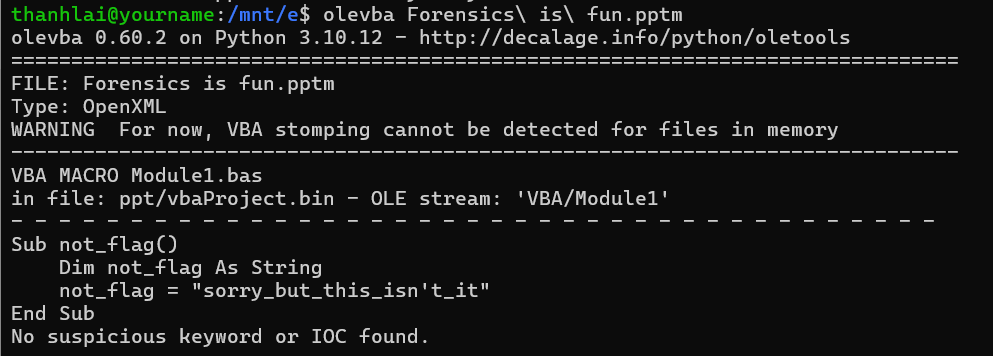 thanhlai@yourname:/mnt/e$ olevba Forensics\ is\ fun.pptm
olevba 0.60.2 on Python 3.10.12 - http://decalage.info/python/oletools
===============================================================================
FILE: Forensics is fun.pptm
Type: OpenXML
WARNING  For now, VBA stomping cannot be detected for files in memory
-------------------------------------------------------------------------------
VBA MACRO Module1.bas
in file: ppt/vbaProject.bin - OLE stream: 'VBA/Module1'
- - - - - - - - - - - - - - - - - - - - - - - - - - - - - - - - - - - - - - -
Sub not_flag()
    Dim not_flag As String
    not_flag = "sorry_but_this_isn't_it"
End Sub
No suspicious keyword or IOC found.